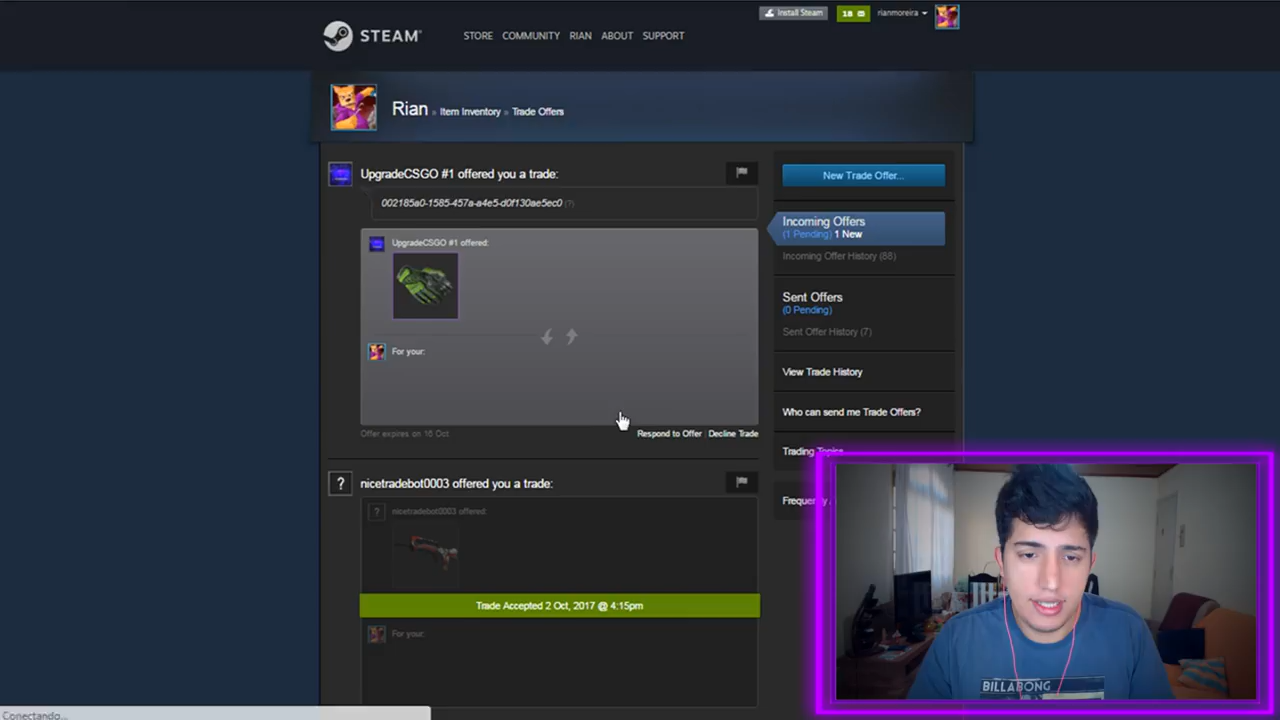 Install Steam
18
rianmoreira
STEAM®
STORE COMMUNITY RIAN ABOUT SUPPORT
Rian » Item Inventory » Trade Offers
UpgradeCSGO #1 offered you a trade:
002185a0-1585-457a-a4e5-d0f130ae5ec0 (?)
UpgradeCSGO #1 offered:
For your:
Offer expires on 16 Oct
Respond to Offer | Decline Trade
nicetradebot0003 offered you a trade:
?
?
nicetradebot0003 offered:
Trade Accepted 2 Oct, 2017 @ 4:15pm
For your:
New Trade Offer...
Incoming Offers
(1 Pending) 1 New
Incoming Offer History (88)
Sent Offers
(0 Pending)
Sent Offer History (7)
View Trade History
Who can send me Trade Offers?
Trading Topics
BILLABONG
Conectando...